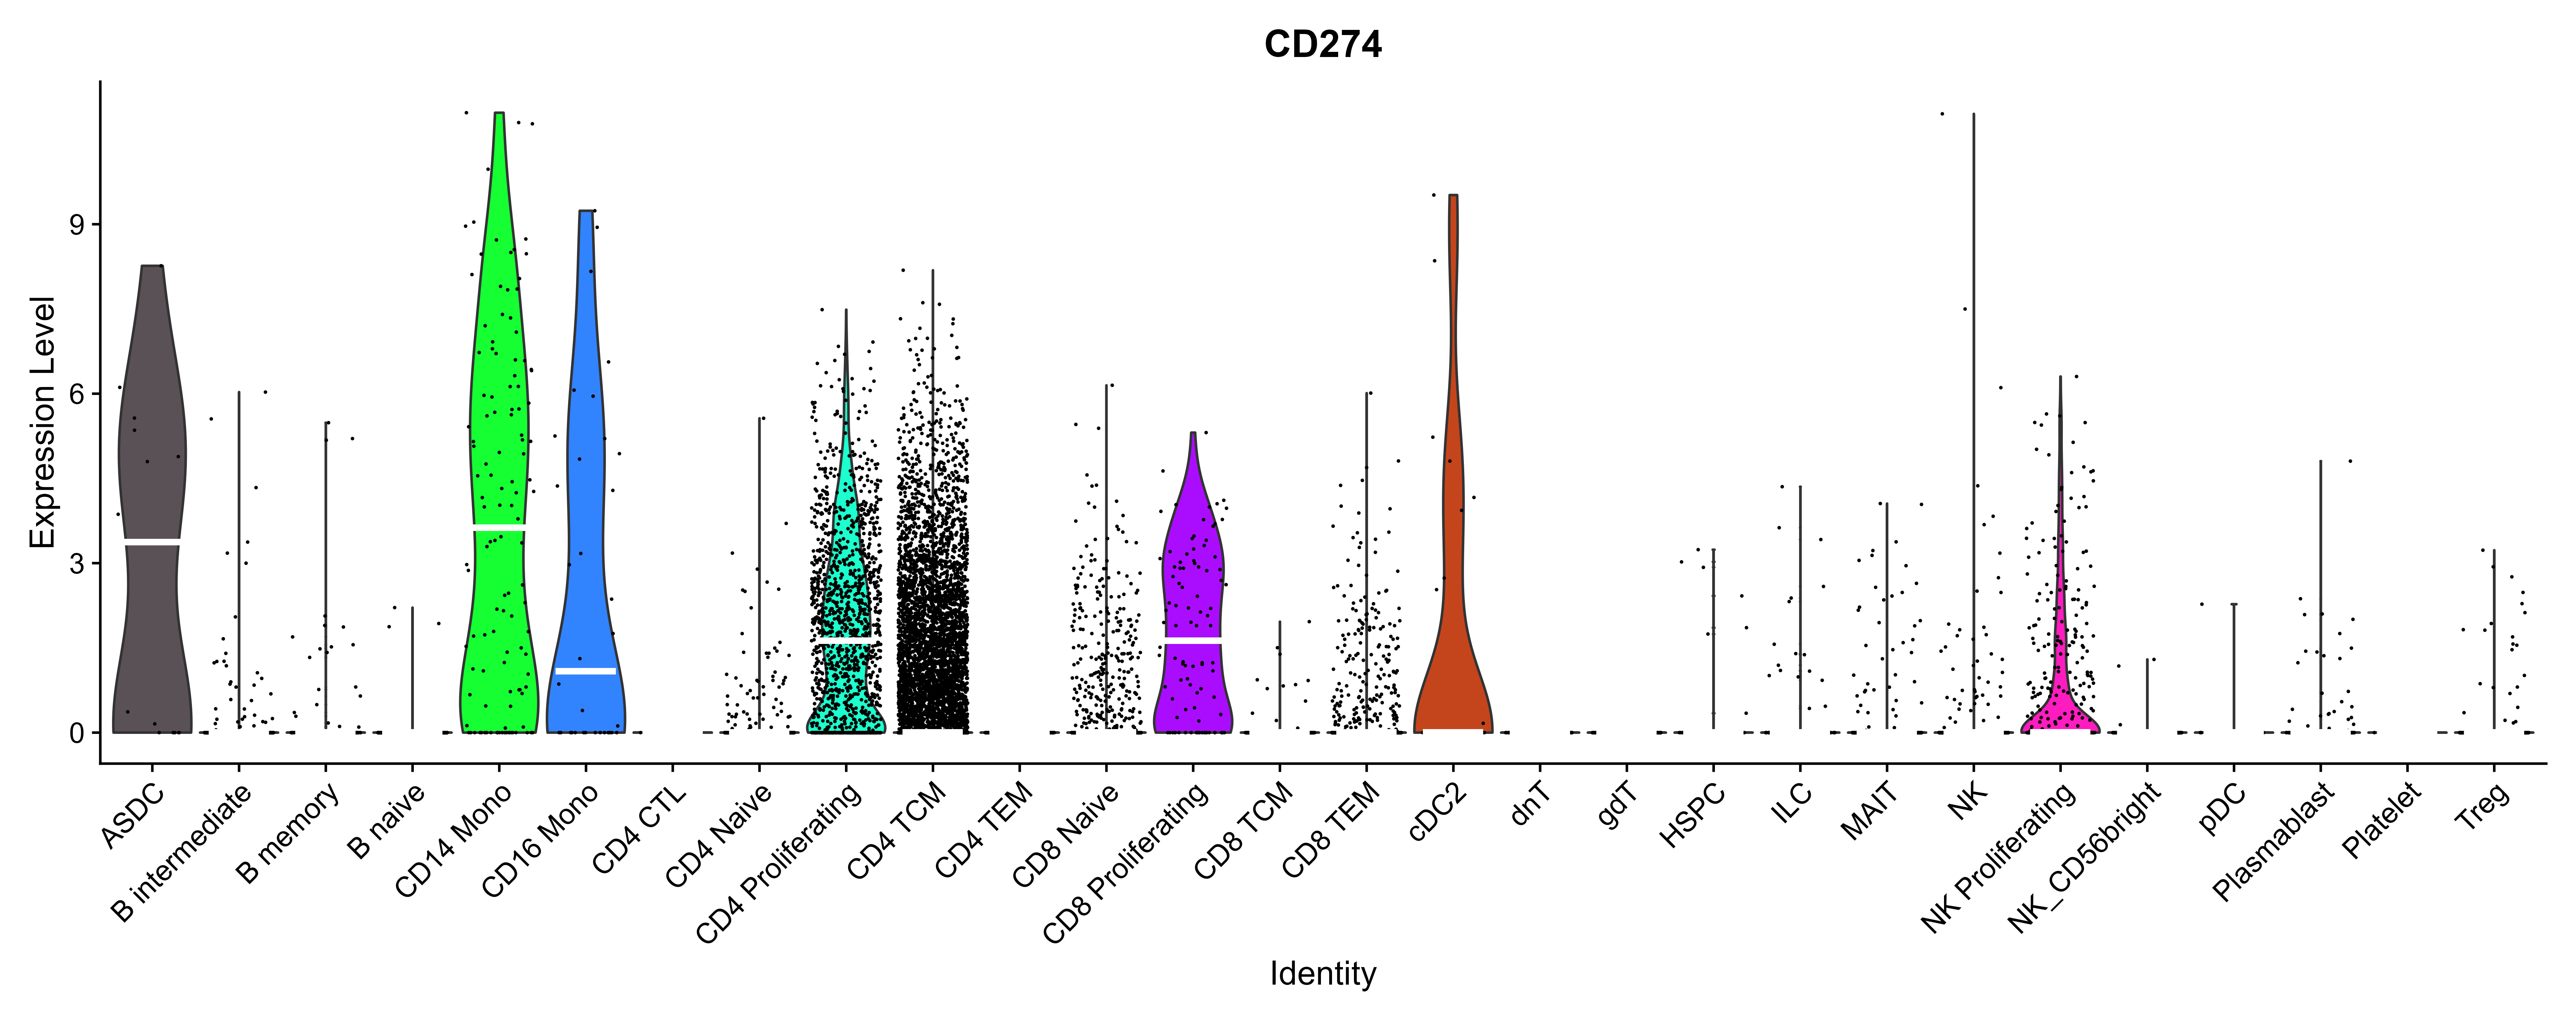 CD274
Expression Level
9
6
3
0
ASDC
B intermediate
B memory
B naive
CD14 Mono
CD16 Mono
CD4 CTL
CD4 Naive
CD4 Proliferating
CD4 TCM
CD4 TEM
CD8 Naive
CD8 Proliferating
CD8 TCM
CD8 TEM
cDC2
dnT
gdT
HSPC
ILC
MAIT
NK
NK Proliferating
NK_CD56bright
pDC
Plasmablast
Platelet
Treg
Identity